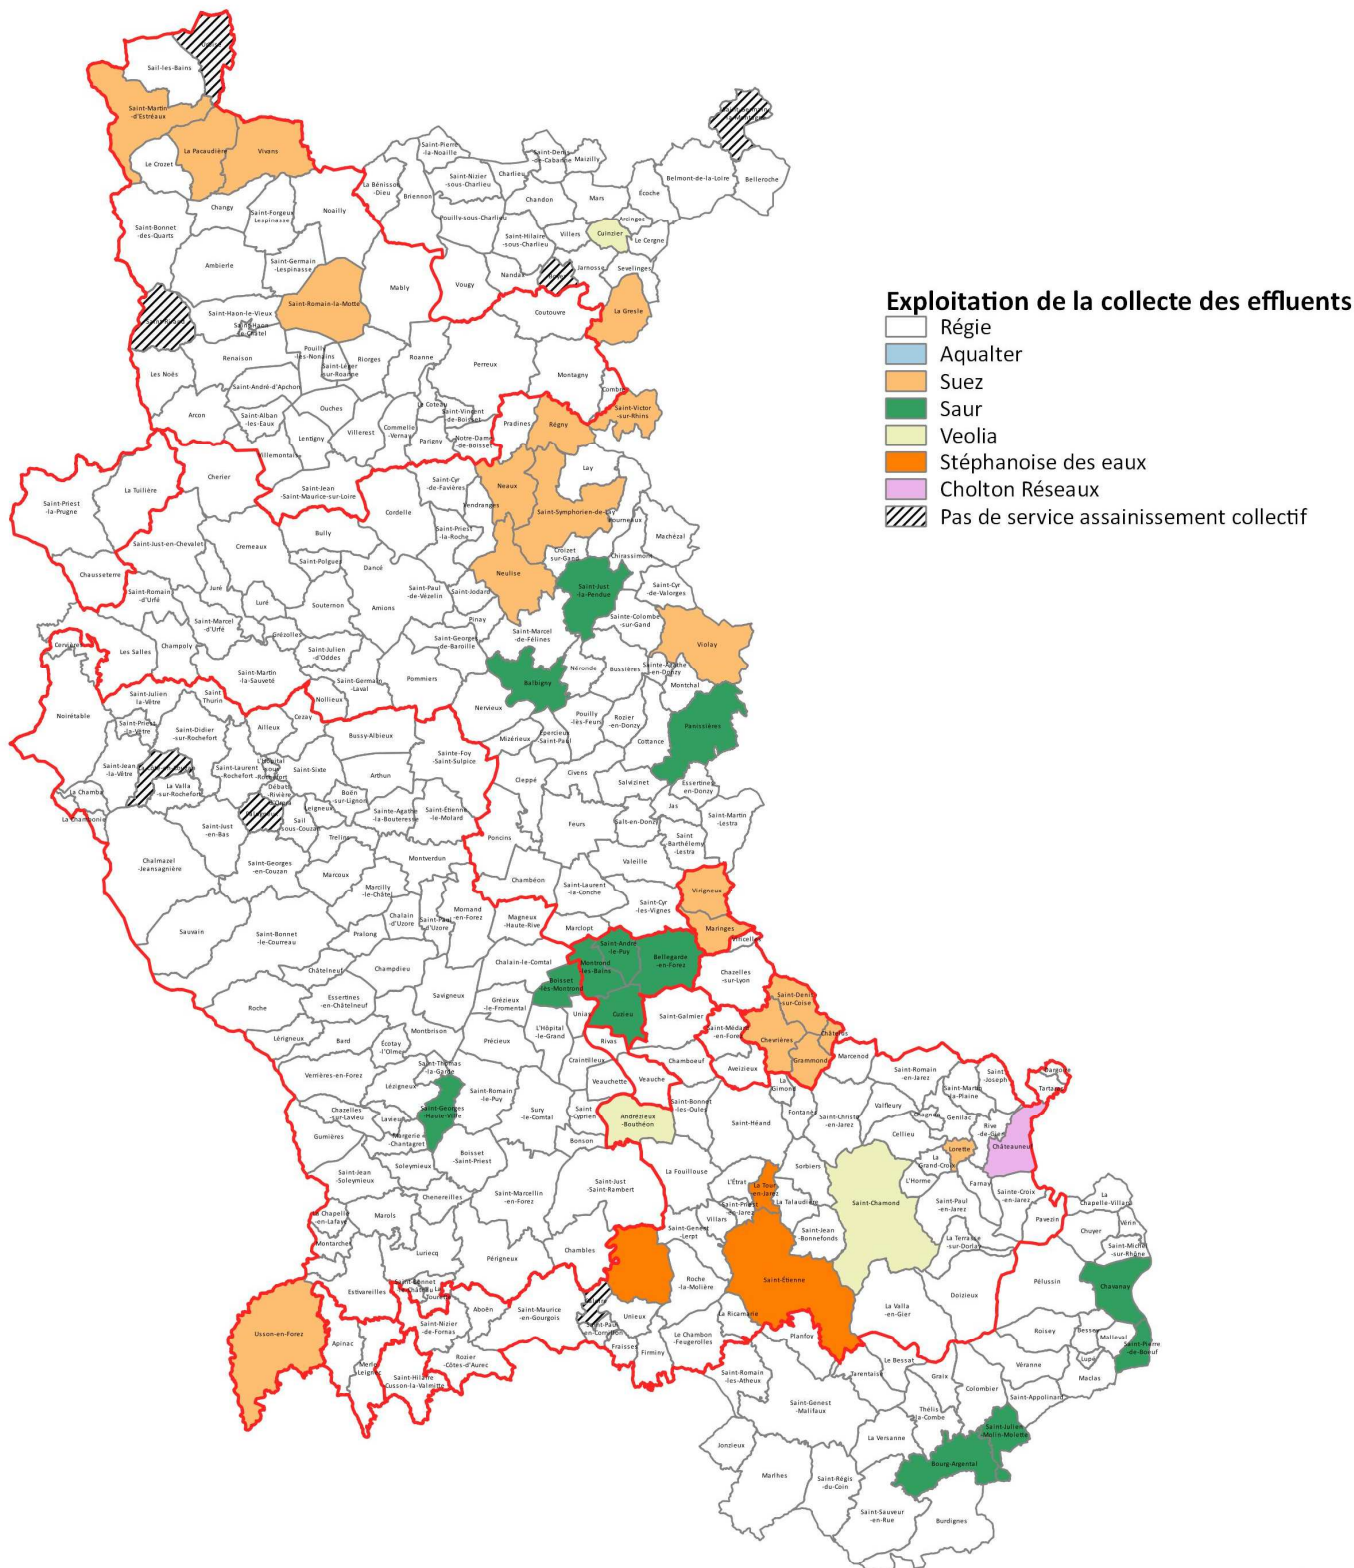 Exploitation de la collecte des effluents
Régie
Aqualter
Suez
Saur
Veolia
Stéphanoise des eaux
Cholton Réseaux
Pas de service assainissement collectif
Sail-les-Bains
Saint-Martin
-d'Estréaux
La Pacaudière
Vivans
Le Crozet
Changy
Saint-Forgeux
Lespinasse
Noailly
Saint-Bonnet
-des-Quarts
Ambierle
Saint-Germain
-Lespinasse
Saint-Romain-la-Motte
Mably
La Bénisson
-Dieu
Briennon
Saint-Pierre
-la-Noaille
Saint-Nizier
-sous-Charlieu
Charlieu
Saint-Denis
-de-Cabanne
Maizilly
Chandon
Mars
Écoche
Belmont-de-la-Loire
Belleroche
Pouilly-sous-Charlieu
Saint-Hilaire
-sous-Charlieu
Villers
Cuinzier
Arcinges
Le Cergne
Sevelinges
Jarnosse
Nandax
Vougy
Coutouvre
La Gresle
Saint-Haon-le-Vieux
Saint-Haon
-le-Châtel
Renaison
Les Noës
Pouilly
-les-Nonains
Saint-Léger
-sur-Roanne
Riorges
Roanne
Perreux
Montagny
Combre
Saint-Victor
-sur-Rhins
Saint-André-d'Apchon
Arcon
Saint-Alban
-les-Eaux
Ouches
Lentigny
Villerest
Commelle
-Vernay
Le Coteau
Parigny
Saint-Vincent
-de-Boisset
Notre-Dame
-de-Boisset
Pradines
Régny
Villemontais
Lay
Neaux
Saint-Symphorien-de-Lay
Fourneaux
Machézal
Chirassimont
Saint-Priest
-la-Prugne
La Tuilière
Cherier
Saint-Jean
-Saint-Maurice-sur-Loire
Cordelle
Saint-Cyr
-de-Favières
Vendranges
Saint-Priest
-la-Roche
Bully
Saint-Just-en-Chevalet
Cremeaux
Saint-Polgues
Dancé
Chausseterre
Saint-Romain
-d'Urfé
Juré
Luré
Souternon
Amions
Saint-Paul
-de-Vézelin
Saint-Jodard
Neulise
Croizet
-sur-Gand
Saint-Just
-la-Pendue
Saint-Cyr
-de-Valorges
Sainte-Colombe
-sur-Gand
Violay
Pinay
Saint-Marcel
-de-Félines
Saint-Marcel
-d'Urfé
Grézolles
Saint-Julien
-d'Oddes
Saint-Georges
-de-Baroille
Cervières
Les Salles
Champoly
Saint-Martin
-la-Sauveté
Saint-Germain
-Laval
Nollieux
Pommiers
Balbigny
Néronde
Bussières
Sainte-Agathe
-en-Donzy
Montchal
Panissières
Nervieux
Noirétable
Saint-Julien
-la-Vêtre
Saint
Thurin
Saint-Priest
-la-Vêtre
Saint-Didier
-sur-Rochefort
Ailleux
Cezay
Bussy-Albieux
Sainte-Foy
-Saint-Sulpice
Mizérieux
Épercieux
-Saint-Paul
Pouilly
-lès-Feurs
Rozier
-en-Donzy
Cottance
Saint-Jean
-la-Vêtre
La Chamba
La Chambonie
La Valla
-sur-Rochefort
Saint-Laurent
-Rochefort
L'Hôpital
-sous
-Rochefort
Débats
-Rivière
-d'Orpra
Saint-Sixte
Leigneux
Boën
-sur-Lignon
Arthun
Sainte-Agathe
-la-Bouteresse
Saint-Étienne
-le-Molard
Cleppé
Civens
Salvizinet
Essertines
-en-Donzy
Jas
Saint-Martin
-Lestra
Feurs
Salt-en-Donzy
Saint
Barthélemy
-Lestra
Valeille
Poncins
Saint-Just
-en-Bas
Sail
-sous-Couzan
Trelins
Chalmazel
-Jeansagnière
Saint-Georges
-en-Couzan
Marcoux
Montverdun
Marcilly
-le-Châtel
Chambéon
Saint-Laurent
-la-Conche
Saint-Cyr
-les-Vignes
Virigneux
Maringes
Viricelles
Sauvain
Saint-Bonnet
-le-Courreau
Pralong
Chalain
-d'Uzore
Saint-Paul
-d'Uzore
Mornand
-en-Forez
Magneux
-Haute-Rive
Marclopt
Saint-André
-le-Puy
Montrond
-les-Bains
Bellegarde
-en-Forez
Chazelles
-sur-Lyon
Châtelneuf
Champdieu
Chalain-le-Comtal
Boisset
-lès-Montrond
Cuzieu
Unias
Saint-Galmier
Roche
Essertines
-en-Châtelneuf
Savigneux
Grézieux
-le-Fromental
L'Hôpital
-le-Grand
Rivas
Saint-Médard
-en-Forez
Saint-Denis
-sur-Coise
Chevrières
Châtelus
Grammond
Aveizieux
Chamboeuf
Lérigneux
Bard
Écotay
-l'Olme
Montbrison
Précieux
Craintilleux
Veauchette
Veauche
Verrières-en-Forez
Lézigneux
Saint-Thomas
-la-Garde
Saint-Romain
-le-Puy
Saint-Georges
-Haute-Ville
Sury
-le-Comtal
Saint
Cyprien
Andrézieux
-Bouthéon
Bonson
Saint-Bonnet
-les-Oules
La
Gimond
Marcenod
Fontanès
Saint-Héand
Saint-Christo
-en-Jarez
Valfleury
Saint-Romain
-en-Jarez
Saint-Martin
-la-Plaine
Saint
-Joseph
Dargoire
Tartaras
Genilac
Cellieu
Chagnon
Rive
-de-Gier
Châteauneuf
Lorette
La
Grand-Croix
L'Horme
Farnay
Chazelles
-sur-Lavieu
Lavieu
Margerie
-Chantagret
Gumières
Saint-Jean
-Soleymieux
Soleymieux
Boisset
-Saint-Priest
Saint-Marcellin
-en-Forez
Saint-Just
-Saint-Rambert
La Fouillouse
L'Étrat
La Tour
-en-Jarez
Sorbiers
La Talaudière
Saint-Priest
-en-Jarez
Villars
Saint-Genest
-Lerpt
Saint-Jean
-Bonnefonds
Saint-Chamond
Saint-Paul
-en-Jarez
Sainte-Croix
-en-Jarez
Pavezin
La Terrasse
-sur-Dorlay
Doizieux
La Valla
-en-Gier
La
Chapelle-Villars
Chuyer
Vérin
Saint-Michel
-sur-Rhône
Chavanay
Pélussin
La Chapelle
-en-Lafaye
Marols
Chenereilles
Montarcher
Luriecq
Périgneux
Chambles
Roche
-la-Molière
Saint-Étienne
La Ricamarie
Unieux
Le Chambon
-Feugerolles
Firminy
Fraisses
Saint-Paul
-en-Cornillon
Estivareilles
Saint-Bonnet
-le-Château
La
Tourette
Aboën
Saint-Maurice
-en-Gourgois
Saint-Nizier
-de-Fornas
Rozier
-Côtes-d'Aurec
Usson-en-Forez
Apinac
Merle
-Leignec
Saint-Hilaire
-Cusson-la-Valmitte
Planfoy
Saint-Romain
-les-Atheux
Tarentaise
Le Bessat
Graix
Colombier
Véranne
Roisey
Bessey
Malleval
Lupé
Maclas
Saint-Pierre
-de-Boeuf
Saint-Appolinard
Saint-Genest
-Malifaux
Thélis
-la-Combe
La Versanne
Saint-Julien
-Molin-Molette
Bourg-Argental
Jonzieux
Marlhes
Saint-Régis
-du-Coin
Saint-Sauveur
-en-Rue
Burdignes